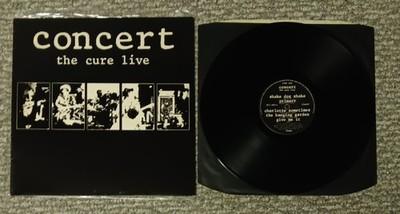 concert
the cure live
concert
shake dog shake
primary
charlotte sometimes
the hanging garden
give me it